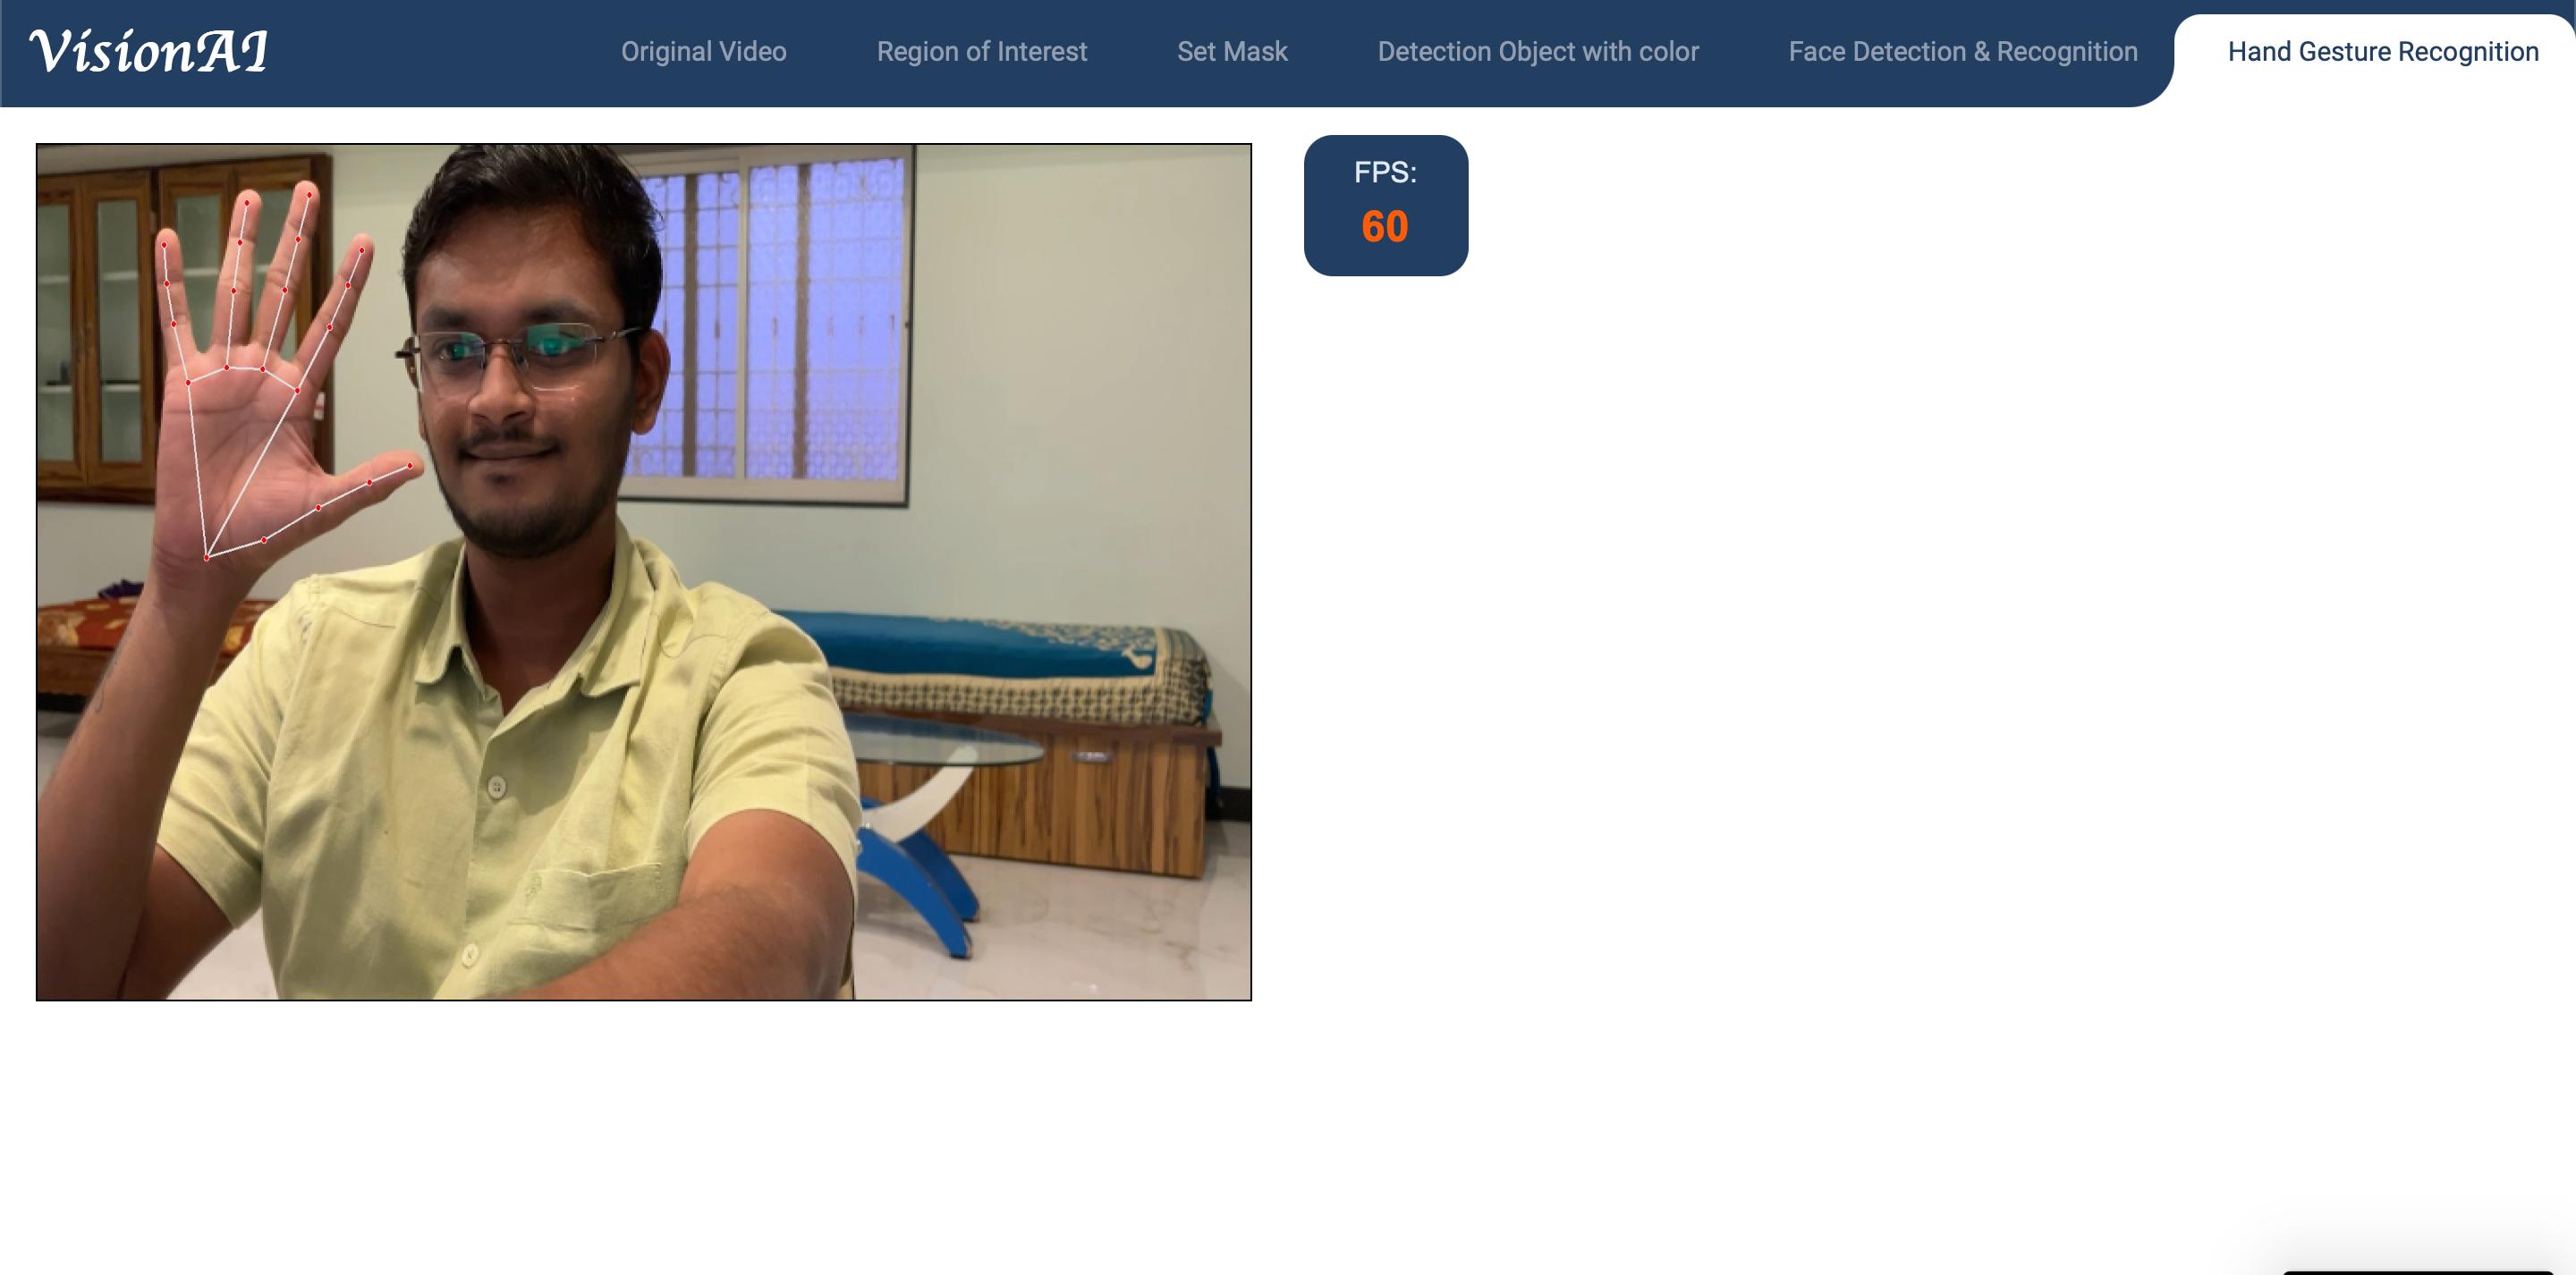 VisionAI
Original Video
Region of Interest
Set Mask
Detection Object with color
Face Detection & Recognition
Hand Gesture Recognition
FPS:
60